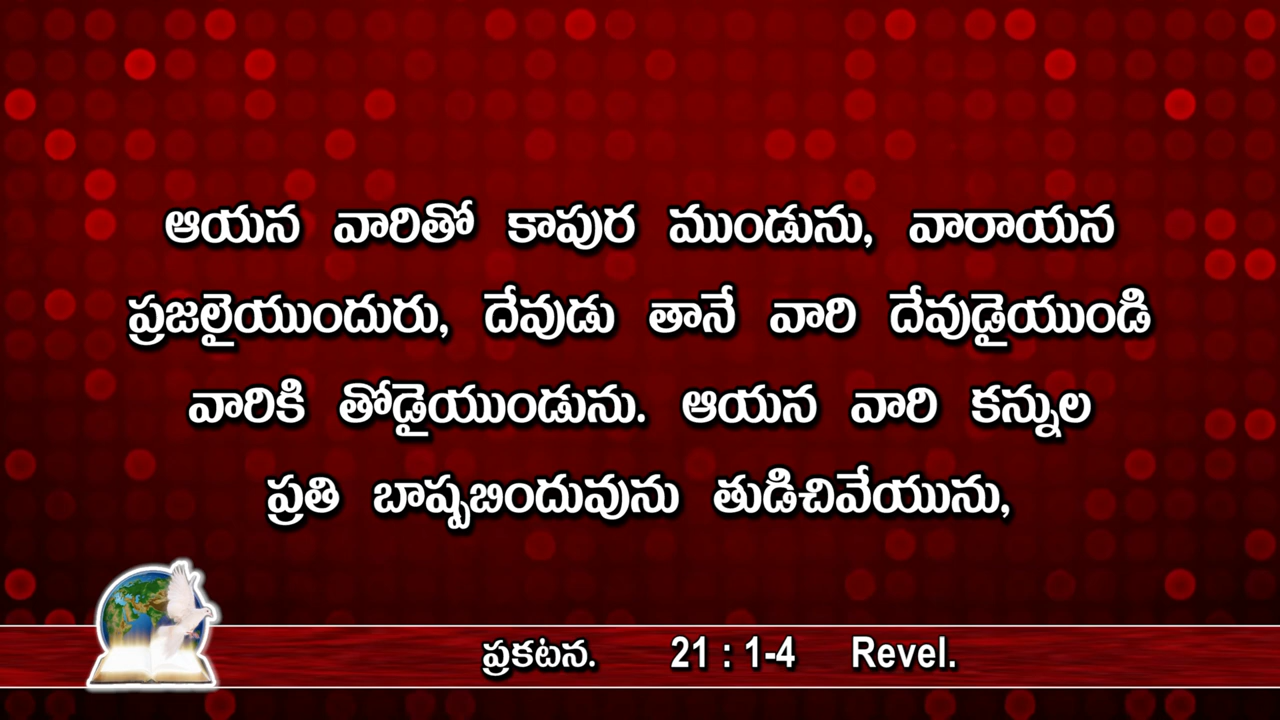 ఆయన వారితో కాపుర ముండును, వారాయన
ప్రజలైయుందురు, దేవుడు తానే వారి దేవుడైయుండి
వారికి తోడైయుండును. ఆయన వారి కన్నుల
ప్రతి బాష్పబిందువును తుడిచివేయును,
ప్రకటన. 21 : 1-4 Revel.